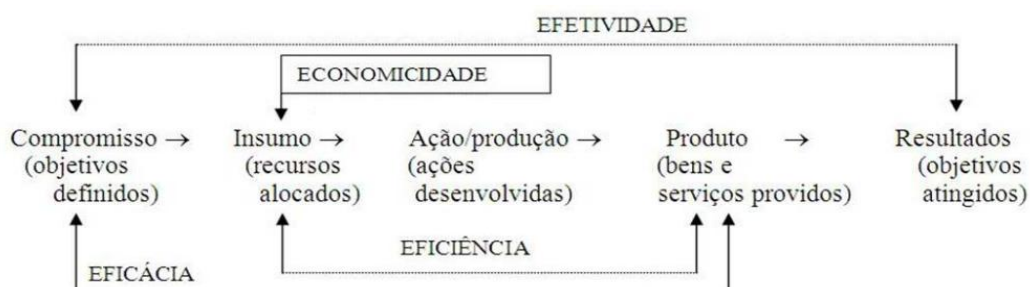 EFETIVIDADE
ECONOMICIDADE
Compromisso → Insumo → Ação/produção → Produto → Resultados
(objetivos (recursos (ações (bens e (objetivos
definidos) alocados) desenvolvidas) serviços providos) atingidos)
EFICIÊNCIA
EFICÁCIA